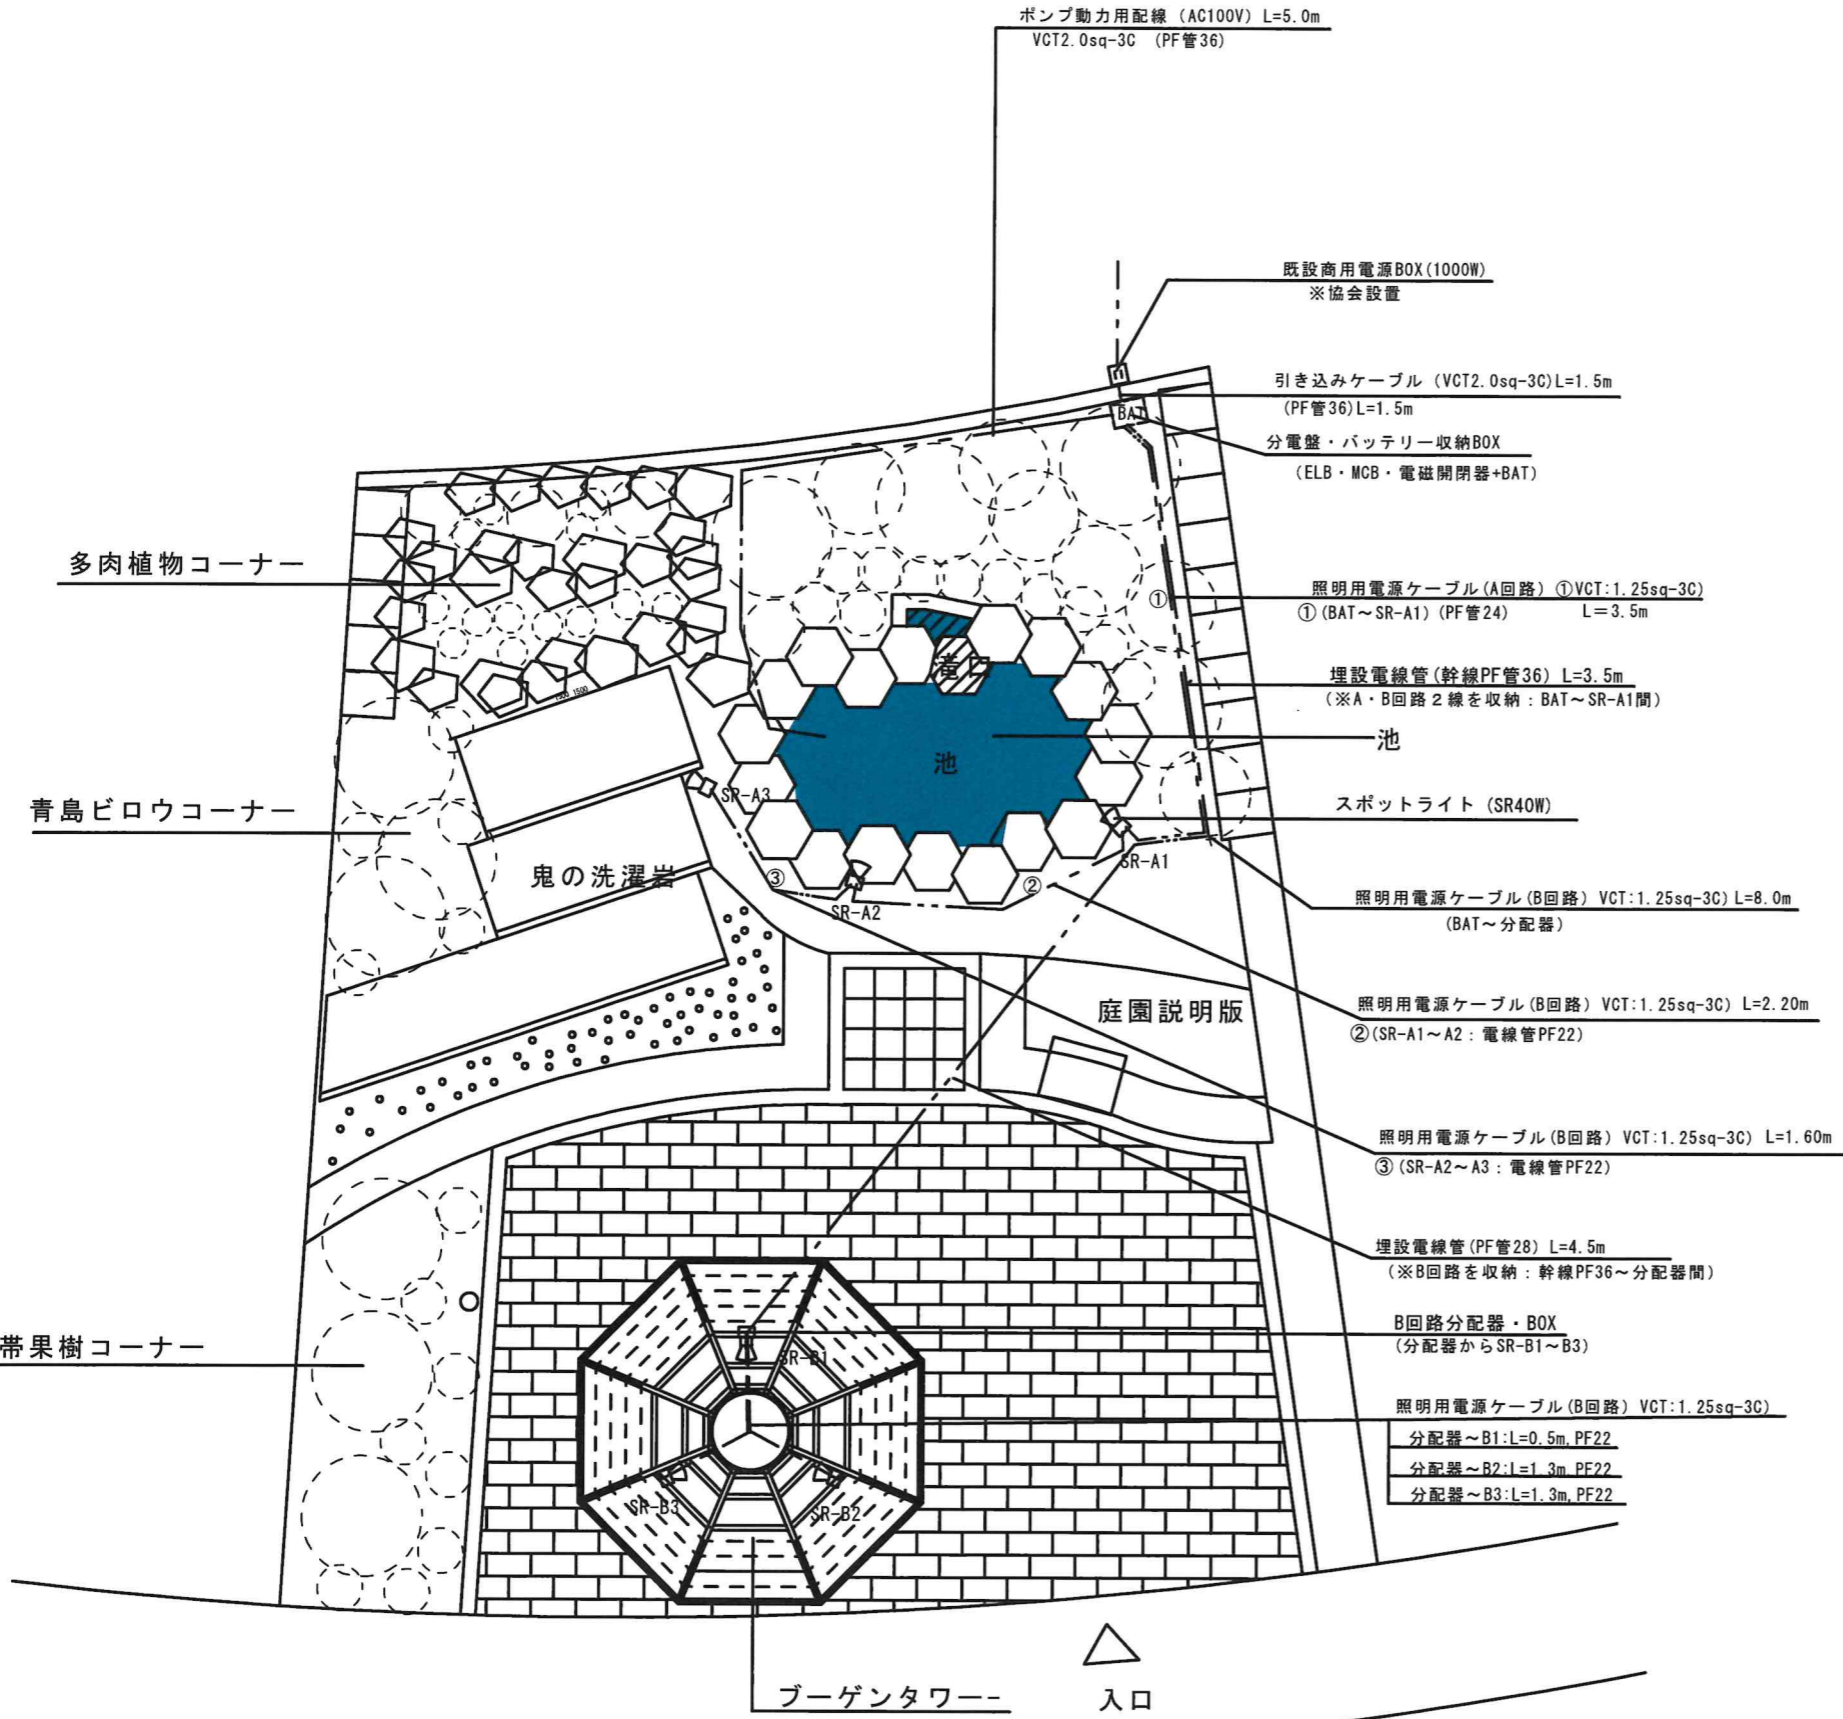 ポンプ動力用配線（AC100V）L=5.0m
VCT2.0sq-3C （PF管36）
既設商用電源BOX(1000W)
※協会設置
引き込みケーブル（VCT2.0sq-3C)L=1.5m
(PF管36)L=1.5m
BAT
分電盤・バッテリー収納BOX
（ELB・MCB・電磁開閉器+BAT)
多肉植物コーナー
照明用電源ケーブル(A回路）①VCT:1.25sq-3C)
①(BAT～SR-A1)(PF管24) L＝3.5m
①
滝口
埋設電線管(幹線PF管36）L=3.5m
（※A・B回路２線を収納：BAT～SR-A1間）
1500 1500
池
池
SR-A3
スポットライト（SR40W）
青島ビロウコーナー
SR-A1
鬼の洗濯岩
③
②
SR-A2
照明用電源ケーブル(B回路）VCT:1.25sq-3C)L=8.0m
(BAT～分配器）
庭園説明版
照明用電源ケーブル(B回路）VCT:1.25sq-3C) L=2.20m
②(SR-A1～A2：電線管PF22）
照明用電源ケーブル(B回路）VCT:1.25sq-3C) L=1.60m
③(SR-A2～A3：電線管PF22）
埋設電線管(PF管28）L=4.5m
（※B回路を収納：幹線PF36～分配器間）
B回路分配器・BOX
（分配器からSR-B1～B3）
帯果樹コーナー
SR-B1
照明用電源ケーブル(B回路）VCT:1.25sq-3C)
分配器～B1:L=0.5m,PF22
分配器～B2:L=1.3m,PF22
分配器～B3:L=1.3m,PF22
SR-B3
SR-B2
ブーゲンタワー-
入口